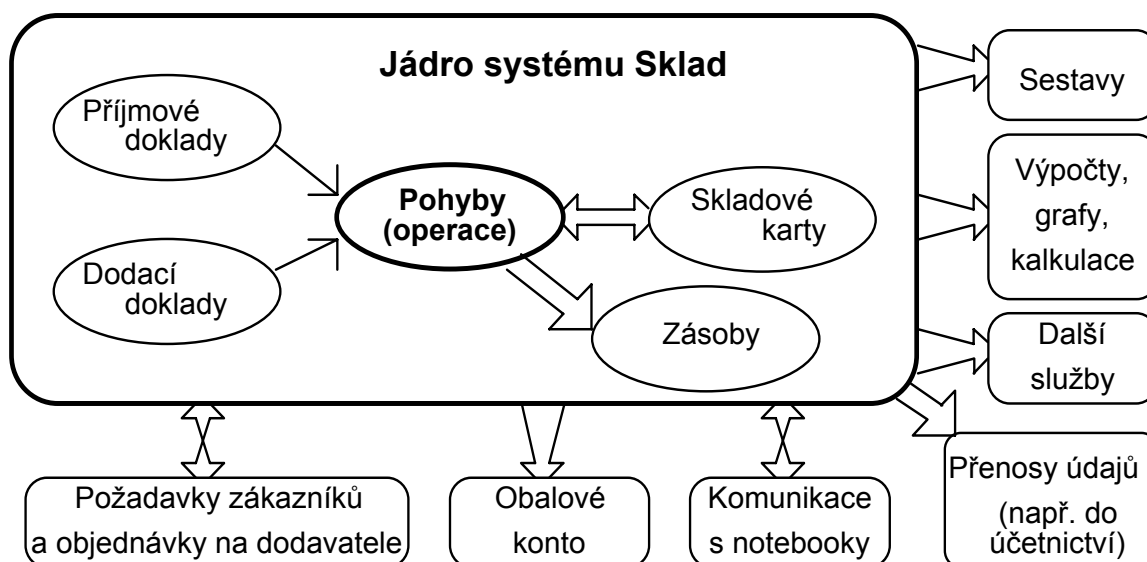 Jádro systému Sklad
Příjmové
doklady
Dodací
doklady
Pohyby
(operace)
Skladové
karty
Zásoby
Sestavy
Výpočty,
grafy,
kalkulace
Další
služby
Přenosy údajů
(např. do
účetnictví)
Požadavky zákazníků
a objednávky na dodavatele
Obalové
konto
Komunikace
s notebooky